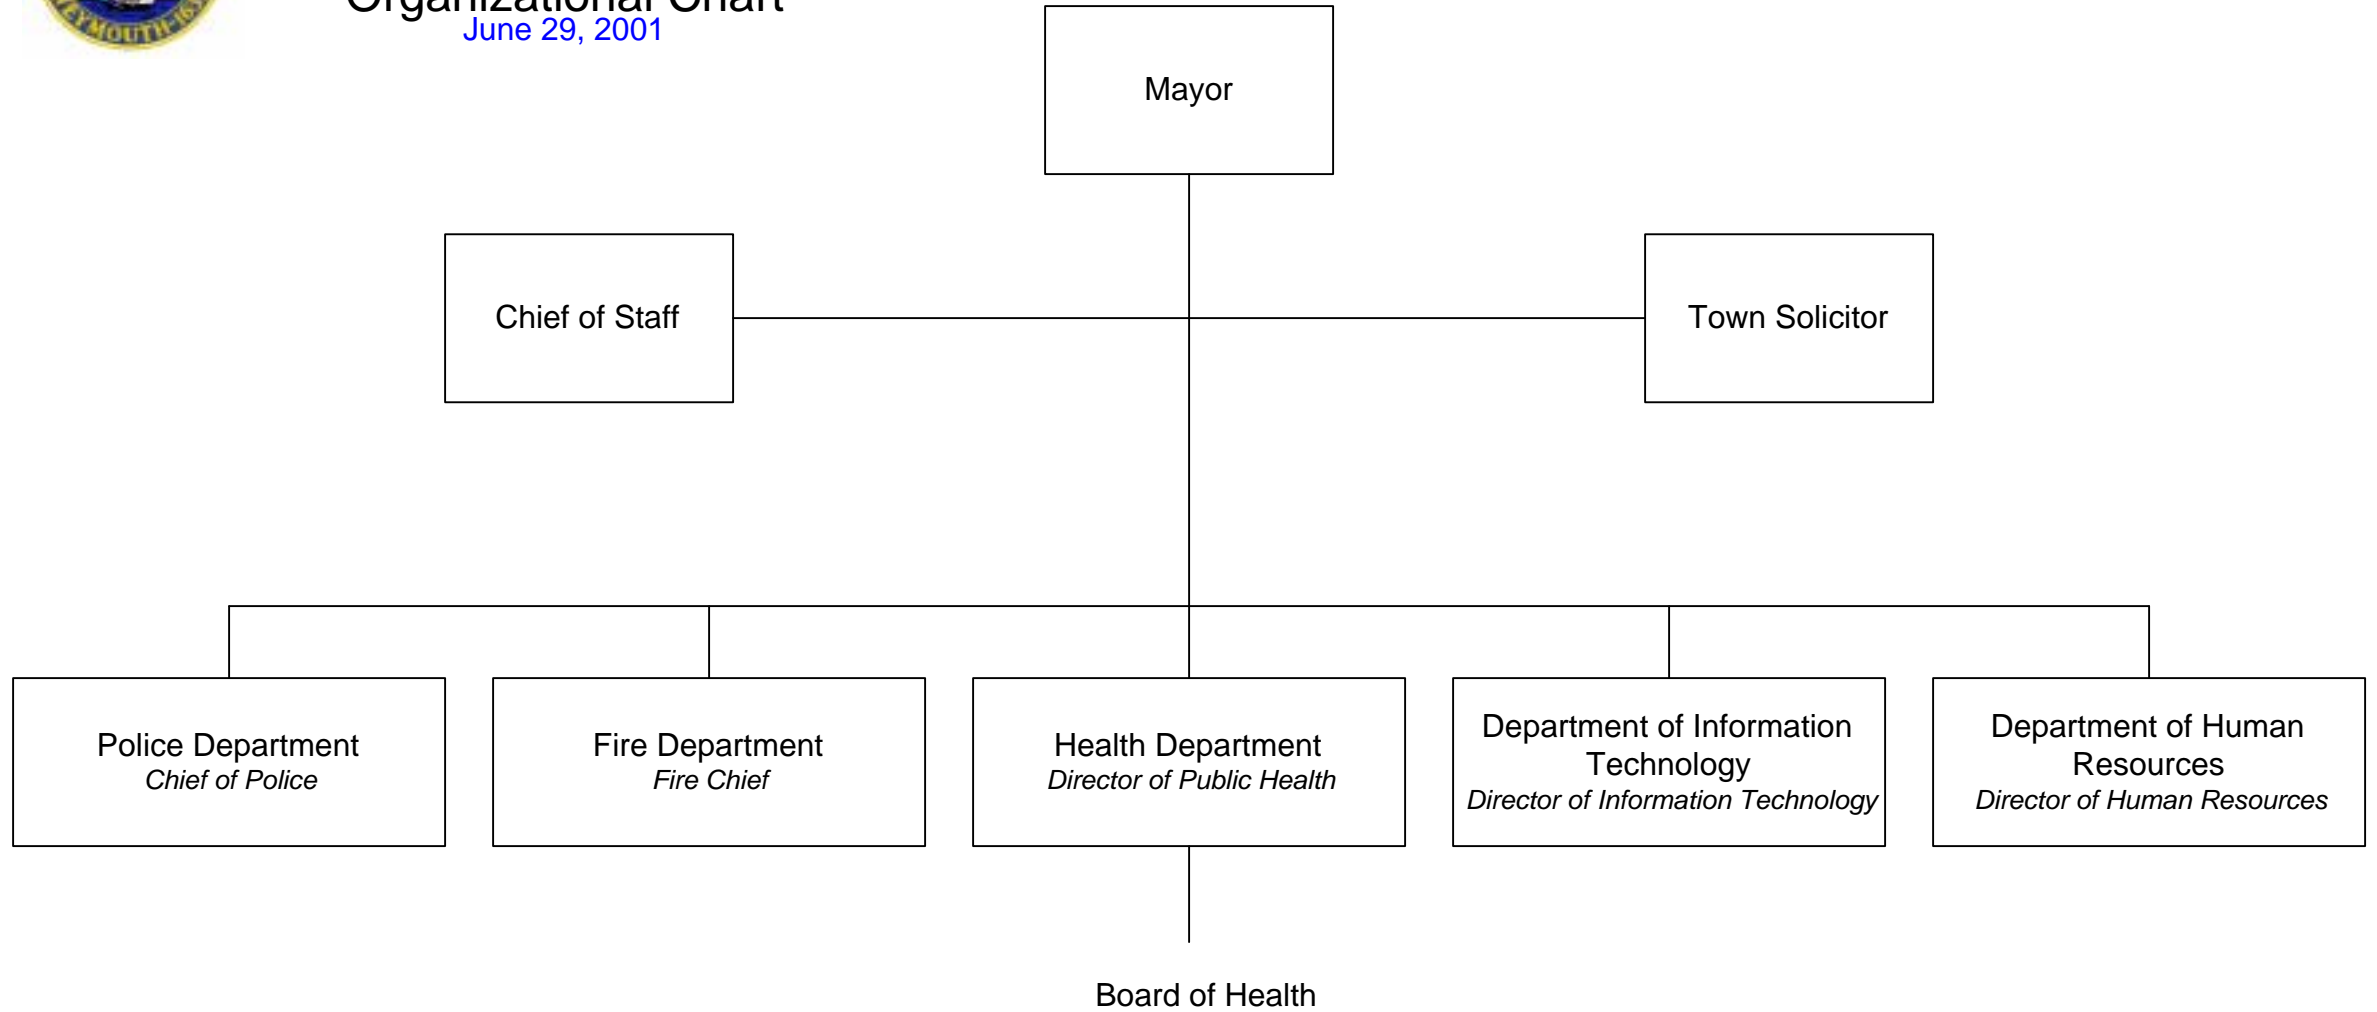 Organizational Chart
June 29, 2001
Mayor
Chief of Staff
Town Solicitor
Police Department
Chief of Police
Fire Department
Fire Chief
Health Department
Director of Public Health
Department of Information
Technology
Director of Information Technology
Department of Human
Resources
Director of Human Resources
Board of Health